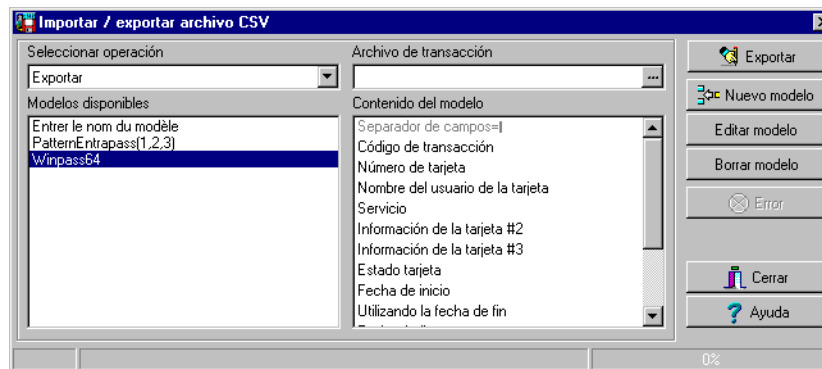 Importar / exportar archivo CSV
Seleccionar operación
Exportar
Archivo de transacción
...
Modelos disponibles
Entrer le nom du modèle
PatternEntrapass(1,2,3)
Winpass64
Contenido del modelo
Separador de campos=|
Código de transacción
Número de tarjeta
Nombre del usuario de la tarjeta
Servicio
Información de la tarjeta #2
Información de la tarjeta #3
Estado tarjeta
Fecha de inicio
Utilizando la fecha de fin
Exportar
Nuevo modelo
Editar modelo
Borrar modelo
Error
Cerrar
Ayuda
0%